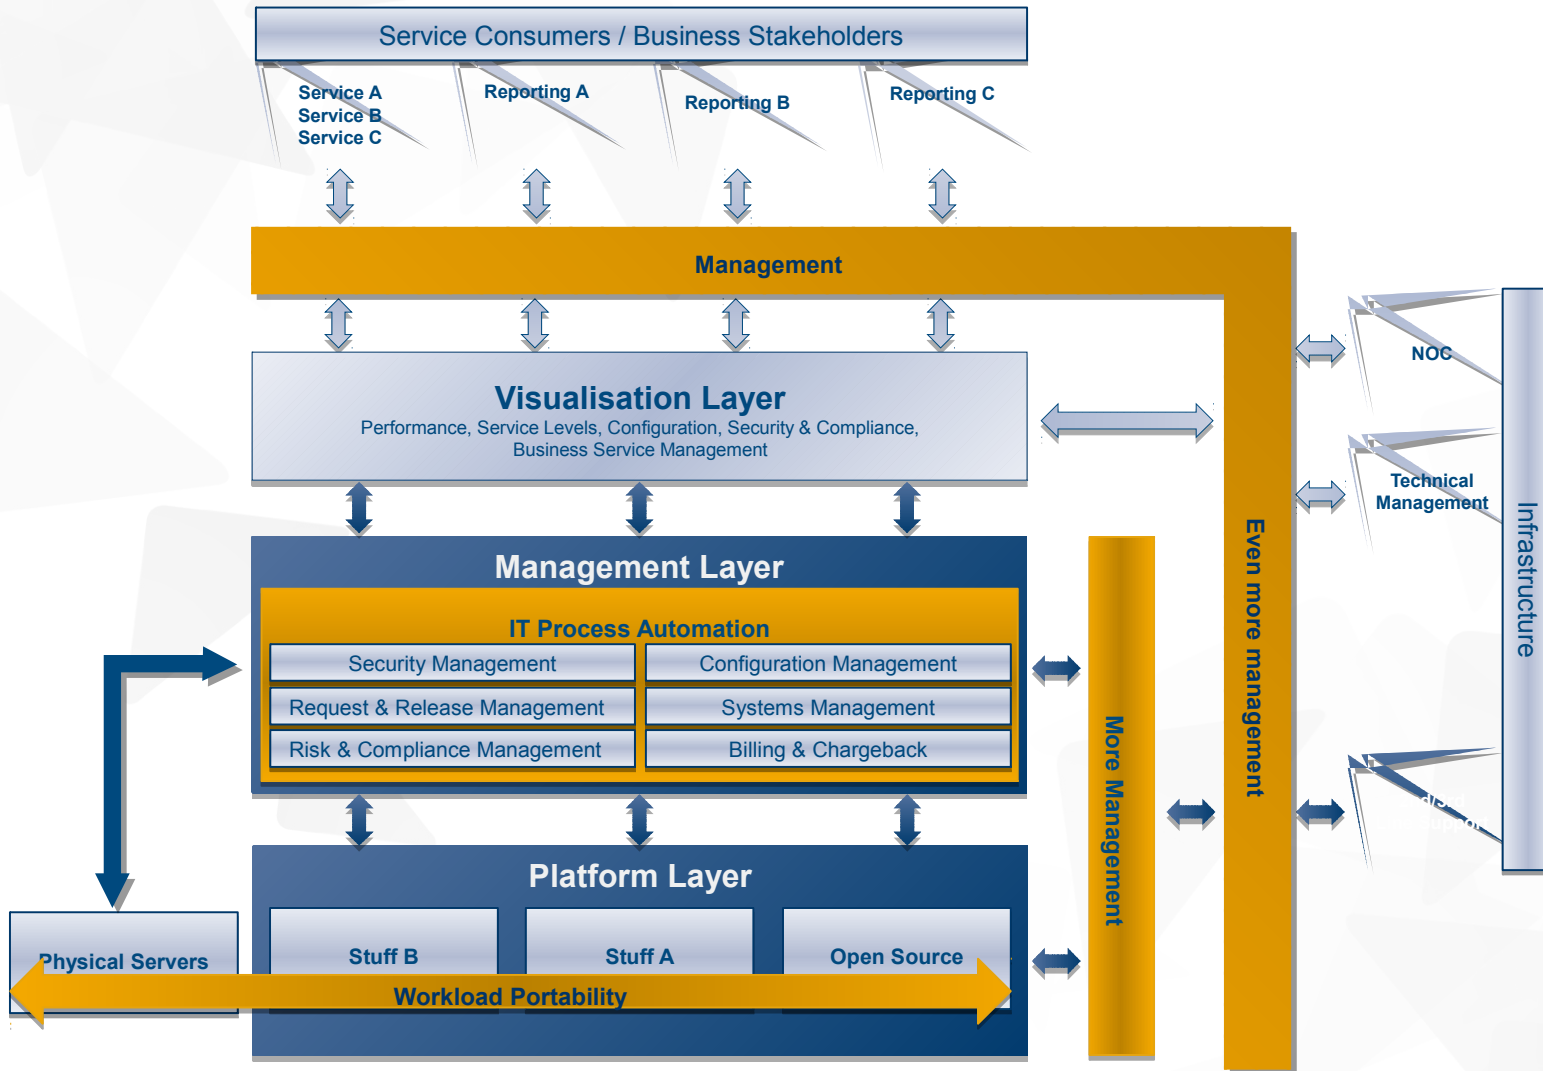 Service Consumers / Business Stakeholders
Service A
Service B
Service C
Reporting A
Reporting B
Reporting C
Management
Visualisation Layer
Performance, Service Levels, Configuration, Security & Compliance,
Business Service Management
NOC
Technical
Management
Infrastructure
Even more management
Management Layer
IT Process Automation
Security Management
Configuration Management
Request & Release Management
Systems Management
Risk & Compliance Management
Billing & Chargeback
More Management
Platform Layer
Physical Servers
Stuff B
Stuff A
Open Source
Workload Portability